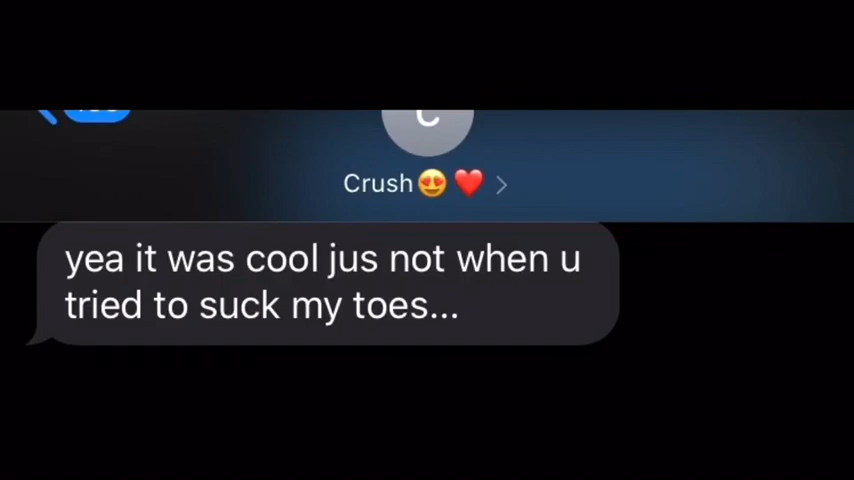 C
Crush😍❤️
yea it was cool jus not when u
tried to suck my toes...